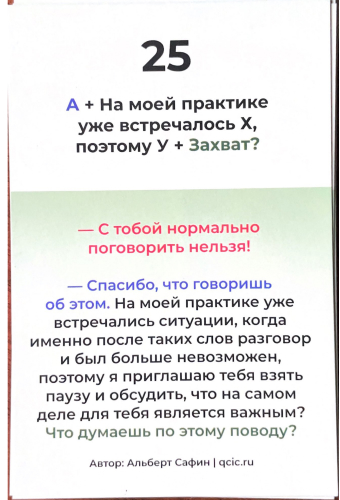 25
А + На моей практике
уже встречалось Х,
поэтому У + Захват?
— С тобой нормально
поговорить нельзя!
— Спасибо, что говоришь
об этом. На моей практике уже
встречались ситуации, когда
именно после таких слов разговор
и был больше невозможен,
поэтому я приглашаю тебя взять
паузу и обсудить, что на самом
деле для тебя является важным?
Что думаешь по этому поводу?
Автор: Альберт Сафин | qcic.ru